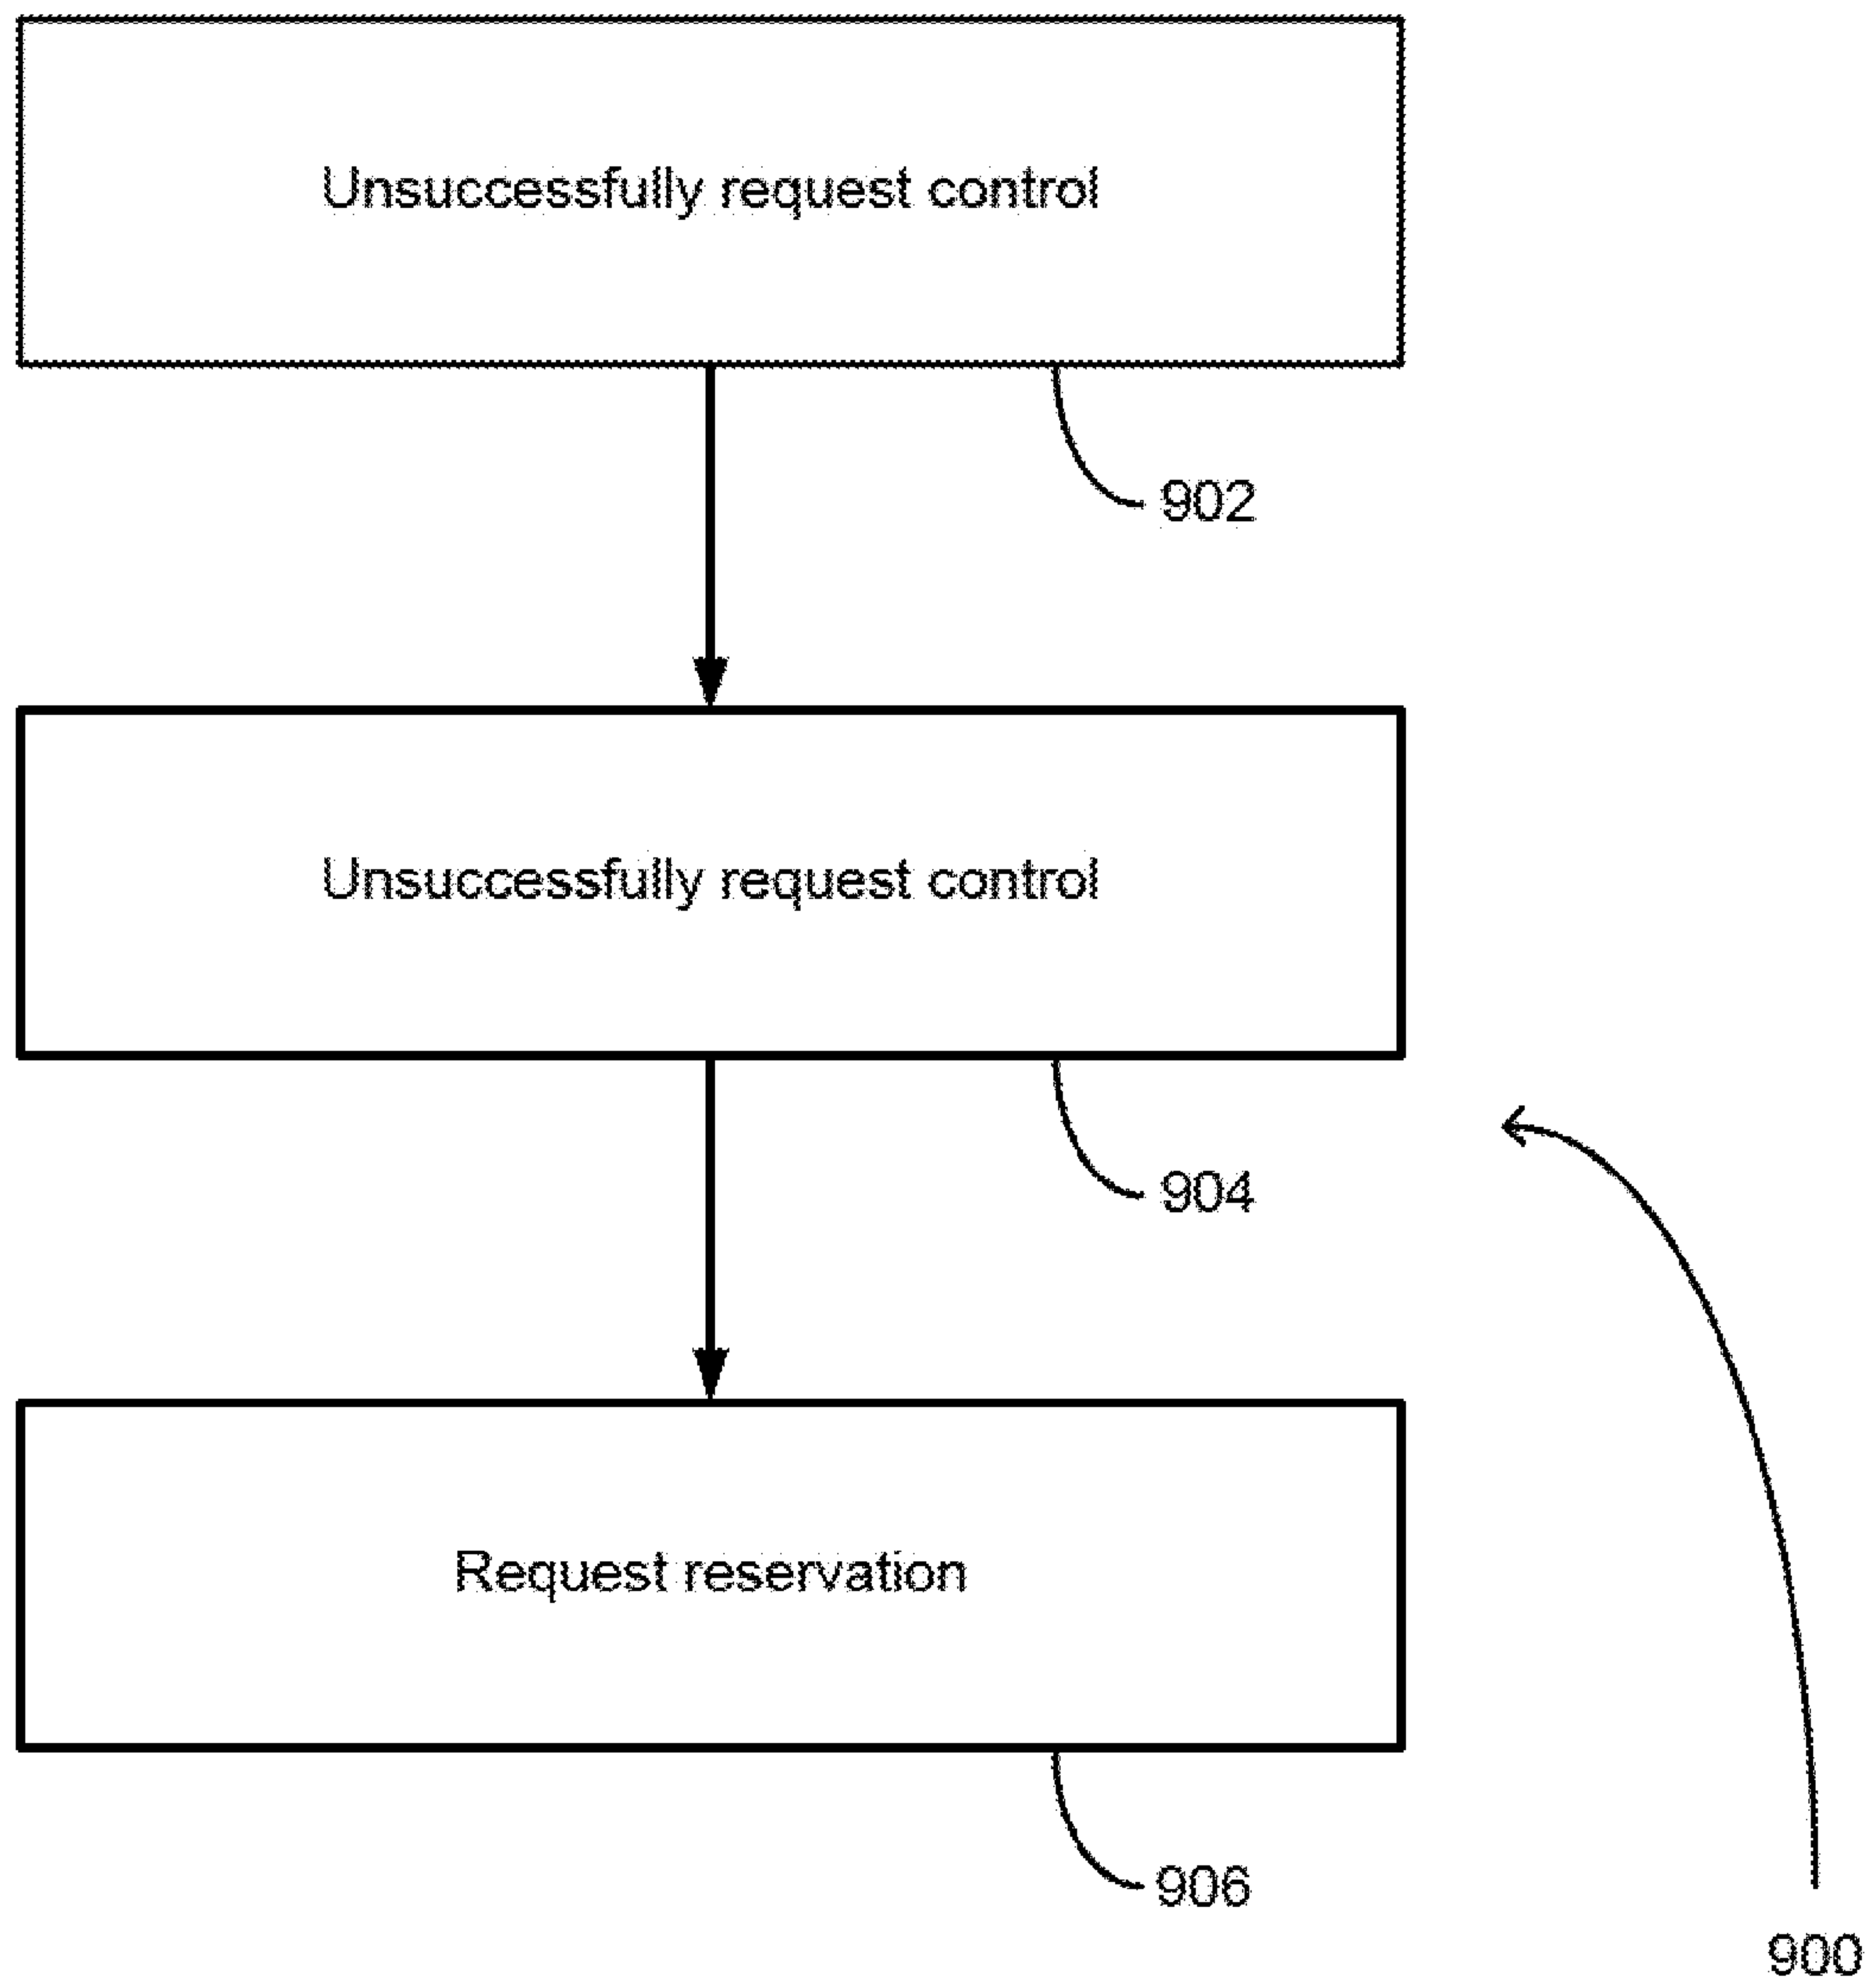 Unsuccessfully request control
902
Unsuccessfully request control
904
Request reservation
906
900